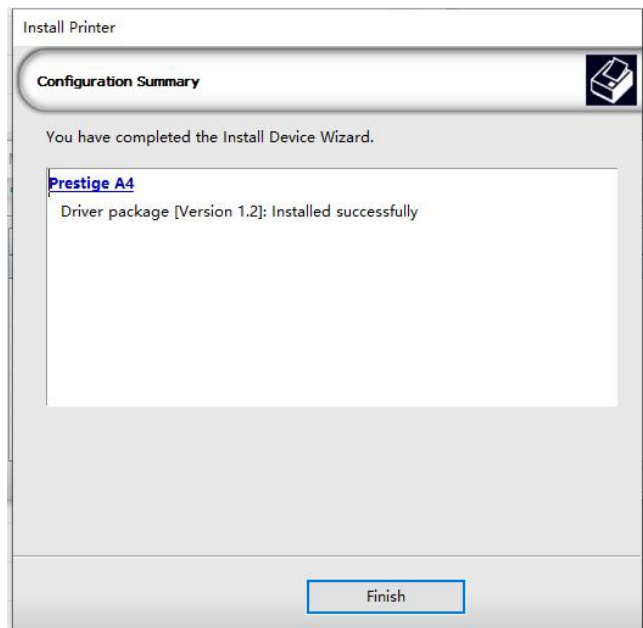 Install Printer
Configuration Summary
You have completed the Install Device Wizard.
Prestige A4
Driver package [Version 1.2]: Installed successfully
Finish